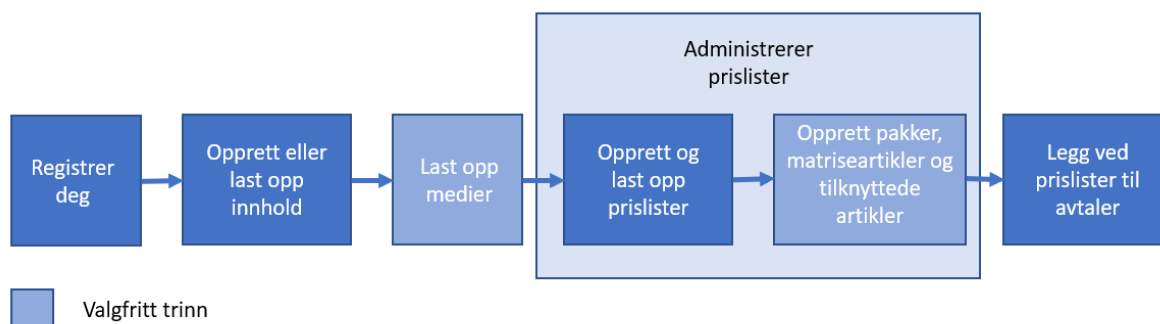 Administrerer
prislister
Registrer
deg
Opprett eller
last opp
innhold
Last opp
medier
Opprett og
last opp
prislister
Opprett pakker,
matriseartikler og
tilknyttede
artikler
Legg ved
prislister til
avtaler
Valgfritt trinn